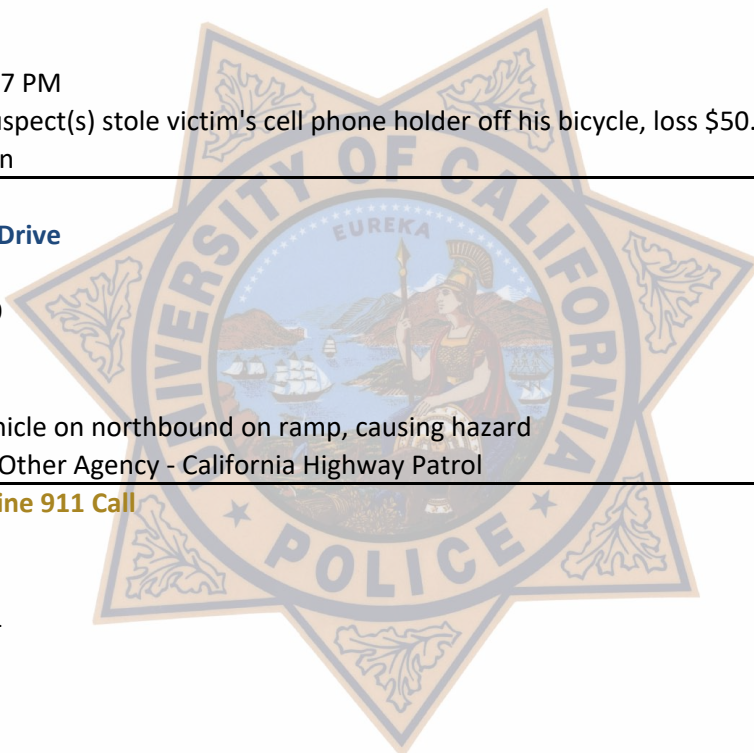 7 PM
uspect(s) stole victim's cell phone holder off his bicycle, loss $50.
n
Drive
)
nicle on northbound on ramp, causing hazard
Other Agency - California Highway Patrol
ine 911 Call
UNIVERSITY OF CALIFORNIA
EUREKA
POLICE